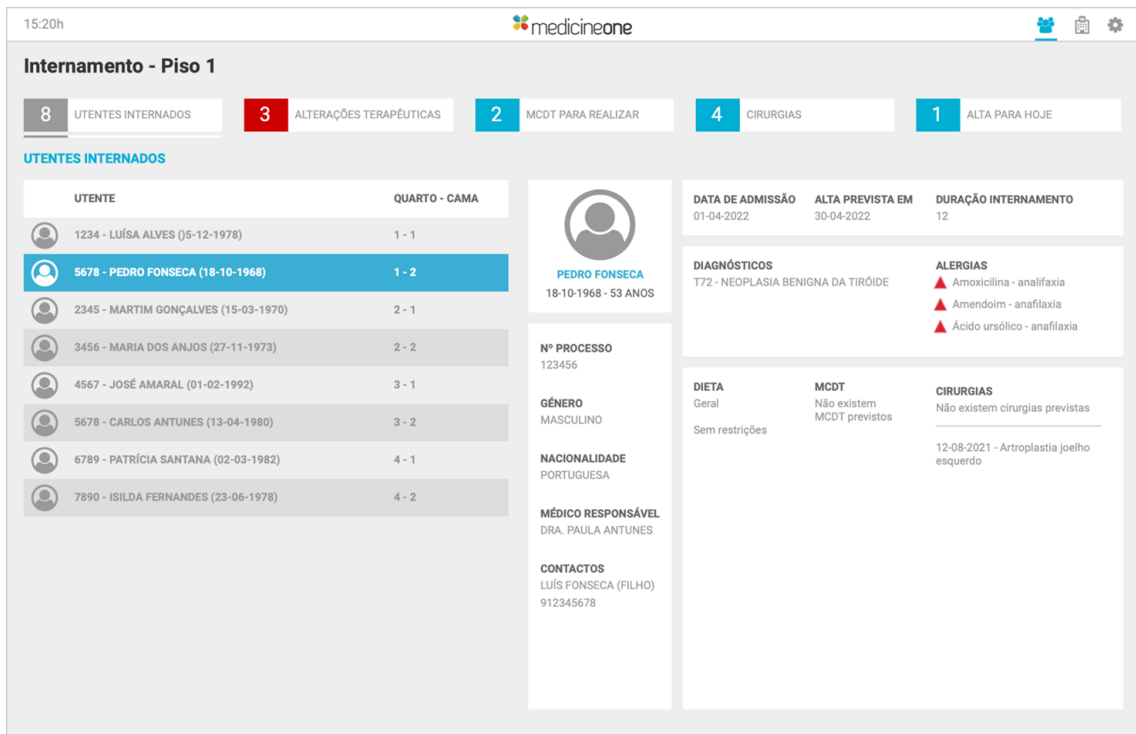 15:20h
medicineone
Internamento - Piso 1
8 UTENTES INTERNADOS
3 ALTERAÇÕES TERAPÊUTICAS
2 MCDT PARA REALIZAR
4 CIRURGIAS
1 ALTA PARA HOJE
UTENTES INTERNADOS
UTENTE QUARTO - CAMA
1234 - LUÍSA ALVES ()5-12-1978) 1 - 1
5678 - PEDRO FONSECA (18-10-1968) 1 - 2
2345 - MARTIM GONÇALVES (15-03-1970) 2 - 1
3456 - MARIA DOS ANJOS (27-11-1973) 2 - 2
4567 - JOSÉ AMARAL (01-02-1992) 3 - 1
5678 - CARLOS ANTUNES (13-04-1980) 3 - 2
6789 - PATRÍCIA SANTANA (02-03-1982) 4 - 1
7890 - ISILDA FERNANDES (23-06-1978) 4 - 2
PEDRO FONSECA
18-10-1968 - 53 ANOS
Nº PROCESSO
123456
GÉNERO
MASCULINO
NACIONALIDADE
PORTUGUESA
MÉDICO RESPONSÁVEL
DRA. PAULA ANTUNES
CONTACTOS
LUÍS FONSECA (FILHO)
912345678
DATA DE ADMISSÃO
01-04-2022
ALTA PREVISTA EM
30-04-2022
DURAÇÃO INTERNAMENTO
12
DIAGNÓSTICOS
T72 - NEOPLASIA BENIGNA DA TIRÓIDE
ALERGIAS
Amoxicilina - analifaxia
Amendoim - anafilaxia
Ácido ursólico - anafilaxia
DIETA
Geral
Sem restrições
MCDT
Não existem
MCDT previstos
CIRURGIAS
Não existem cirurgias previstas
12-08-2021 - Artroplastia joelho
esquerdo